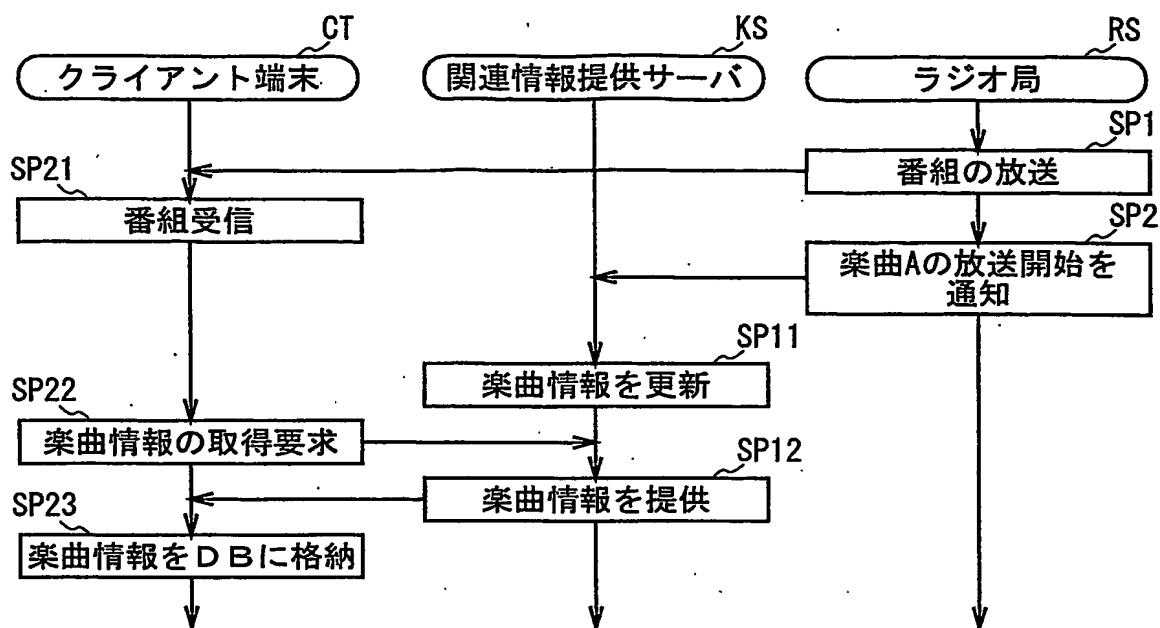 CT
KS
RS
クライアント端末
関連情報提供サーバ
ラジオ局
SP1
番組の放送
SP21
番組受信
SP2
楽曲Aの放送開始を
通知
SP11
楽曲情報を更新
SP22
楽曲情報の取得要求
SP12
楽曲情報を提供
SP23
楽曲情報をDBに格納